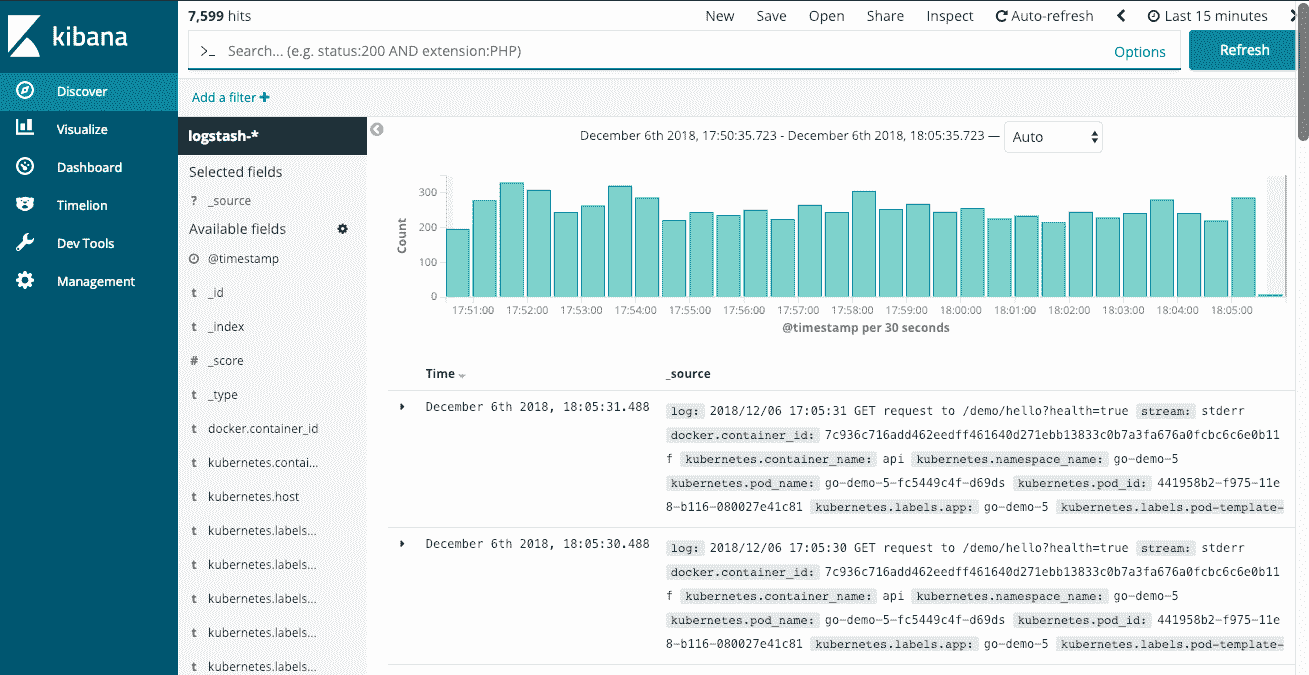 kibana
Discover
Visualize
Dashboard
Timelion
Dev Tools
Management
7,599 hits
New Save Open Share Inspect Auto-refresh Last 15 minutes
>_ Search... (e.g. status:200 AND extension:PHP) Options Refresh
Add a filter +
logstash-*
Selected fields
? _source
Available fields
@timestamp
t _id
t _index
# _score
t _type
t docker.container_id
t kubernetes.contai...
t kubernetes.host
t kubernetes.labels...
t kubernetes.labels...
t kubernetes.labels...
t kubernetes.labels...
t kubernetes.labels...
December 6th 2018, 17:50:35.723 - December 6th 2018, 18:05:35.723 — Auto
Count
300
200
100
0
17:51:00 17:52:00 17:53:00 17:54:00 17:55:00 17:56:00 17:57:00 17:58:00 17:59:00 18:00:00 18:01:00 18:02:00 18:03:00 18:04:00 18:05:00
@timestamp per 30 seconds
Time _source
December 6th 2018, 18:05:31.488 log: 2018/12/06 17:05:31 GET request to /demo/hello?health=true stream: stderr
docker.container_id: 7c936c716add462eedff461640d271ebb13833c0b7a3fa676a0fcbc6c6e0b11
f kubernetes.container_name: api kubernetes.namespace_name: go-demo-5
kubernetes.pod_name: go-demo-5-fc5449c4f-d69ds kubernetes.pod_id: 441958b2-f975-11e
8-b116-080027e41c81 kubernetes.labels.app: go-demo-5 kubernetes.labels.pod-template-
December 6th 2018, 18:05:30.488 log: 2018/12/06 17:05:30 GET request to /demo/hello?health=true stream: stderr
docker.container_id: 7c936c716add462eedff461640d271ebb13833c0b7a3fa676a0fcbc6c6e0b11
f kubernetes.container_name: api kubernetes.namespace_name: go-demo-5
kubernetes.pod_name: go-demo-5-fc5449c4f-d69ds kubernetes.pod_id: 441958b2-f975-11e
8-b116-080027e41c81 kubernetes.labels.app: go-demo-5 kubernetes.labels.pod-template-